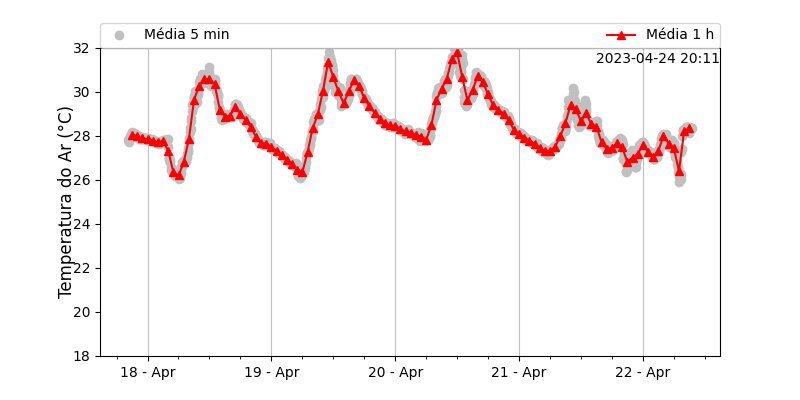 Média 5 min
Média 1 h
2023-04-24 20:11
Temperatura do Ar (°C)
32
30
28
26
24
22
20
18
18 - Apr
19 - Apr
20 - Apr
21 - Apr
22 - Apr